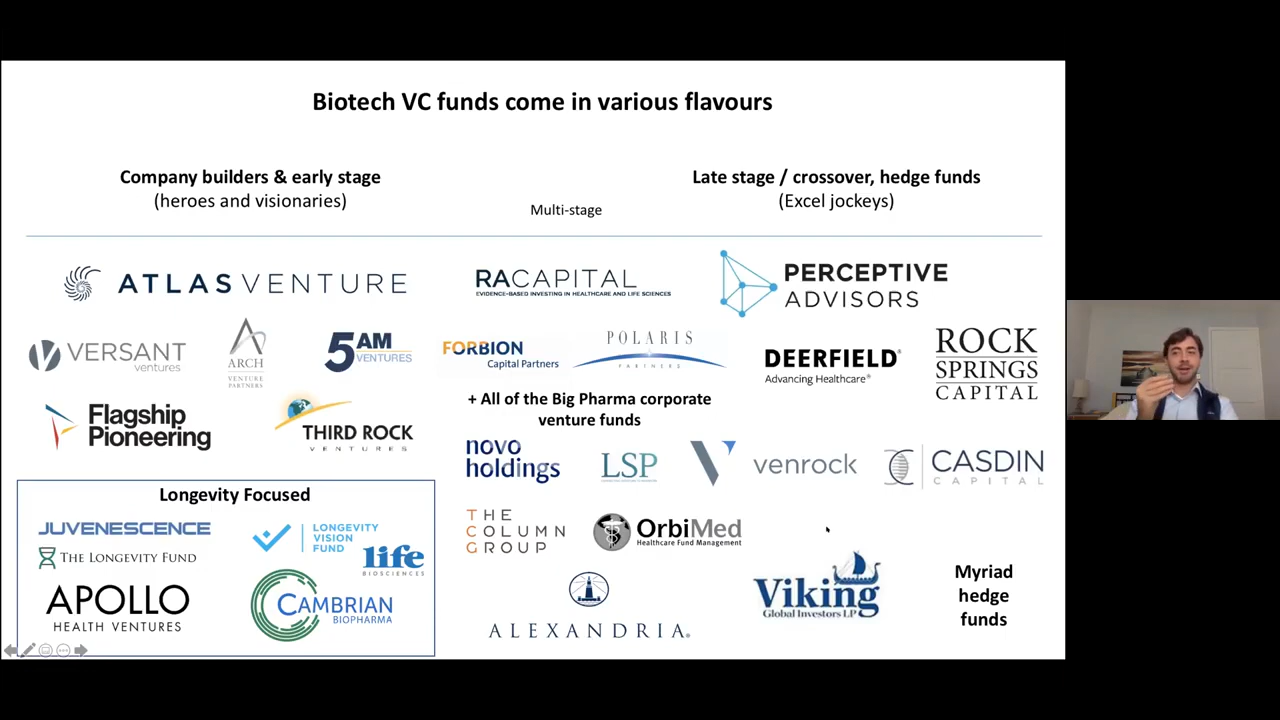 Biotech VC funds come in various flavours
Company builders & early stage
(heroes and visionaries)
Multi-stage
Late stage / crossover, hedge funds
(Excel jockeys)
ATLAS VENTURE
RACAPITAL
EVIDENCE-BASED INVESTING IN HEALTHCARE AND LIFE SCIENCES
PERCEPTIVE
ADVISORS
VERSANT
ventures
ARCH
VENTURE
PARTNERS
5AM
VENTURES
FORBION
Capital Partners
POLARIS
PARTNERS
DEERFIELD®
Advancing Healthcare®
ROCK
SPRINGS
CAPITAL
Flagship
Pioneering
THIRD ROCK
VENTURES
+ All of the Big Pharma corporate
venture funds
novo
holdings
LSP
venrock
CASDIN
CAPITAL
Longevity Focused
JUVENESCENCE
THE LONGEVITY FUND
LONGEVITY
VISION
FUND
life
BIOSCIENCES
APOLLO
HEALTH VENTURES
CAMBRIAN
BIOPHARMA
THE
COLUMN
GROUP
OrbiMed
Healthcare Fund Management
ALEXANDRIA®
Viking
Global Investors LP
Myriad
hedge
funds